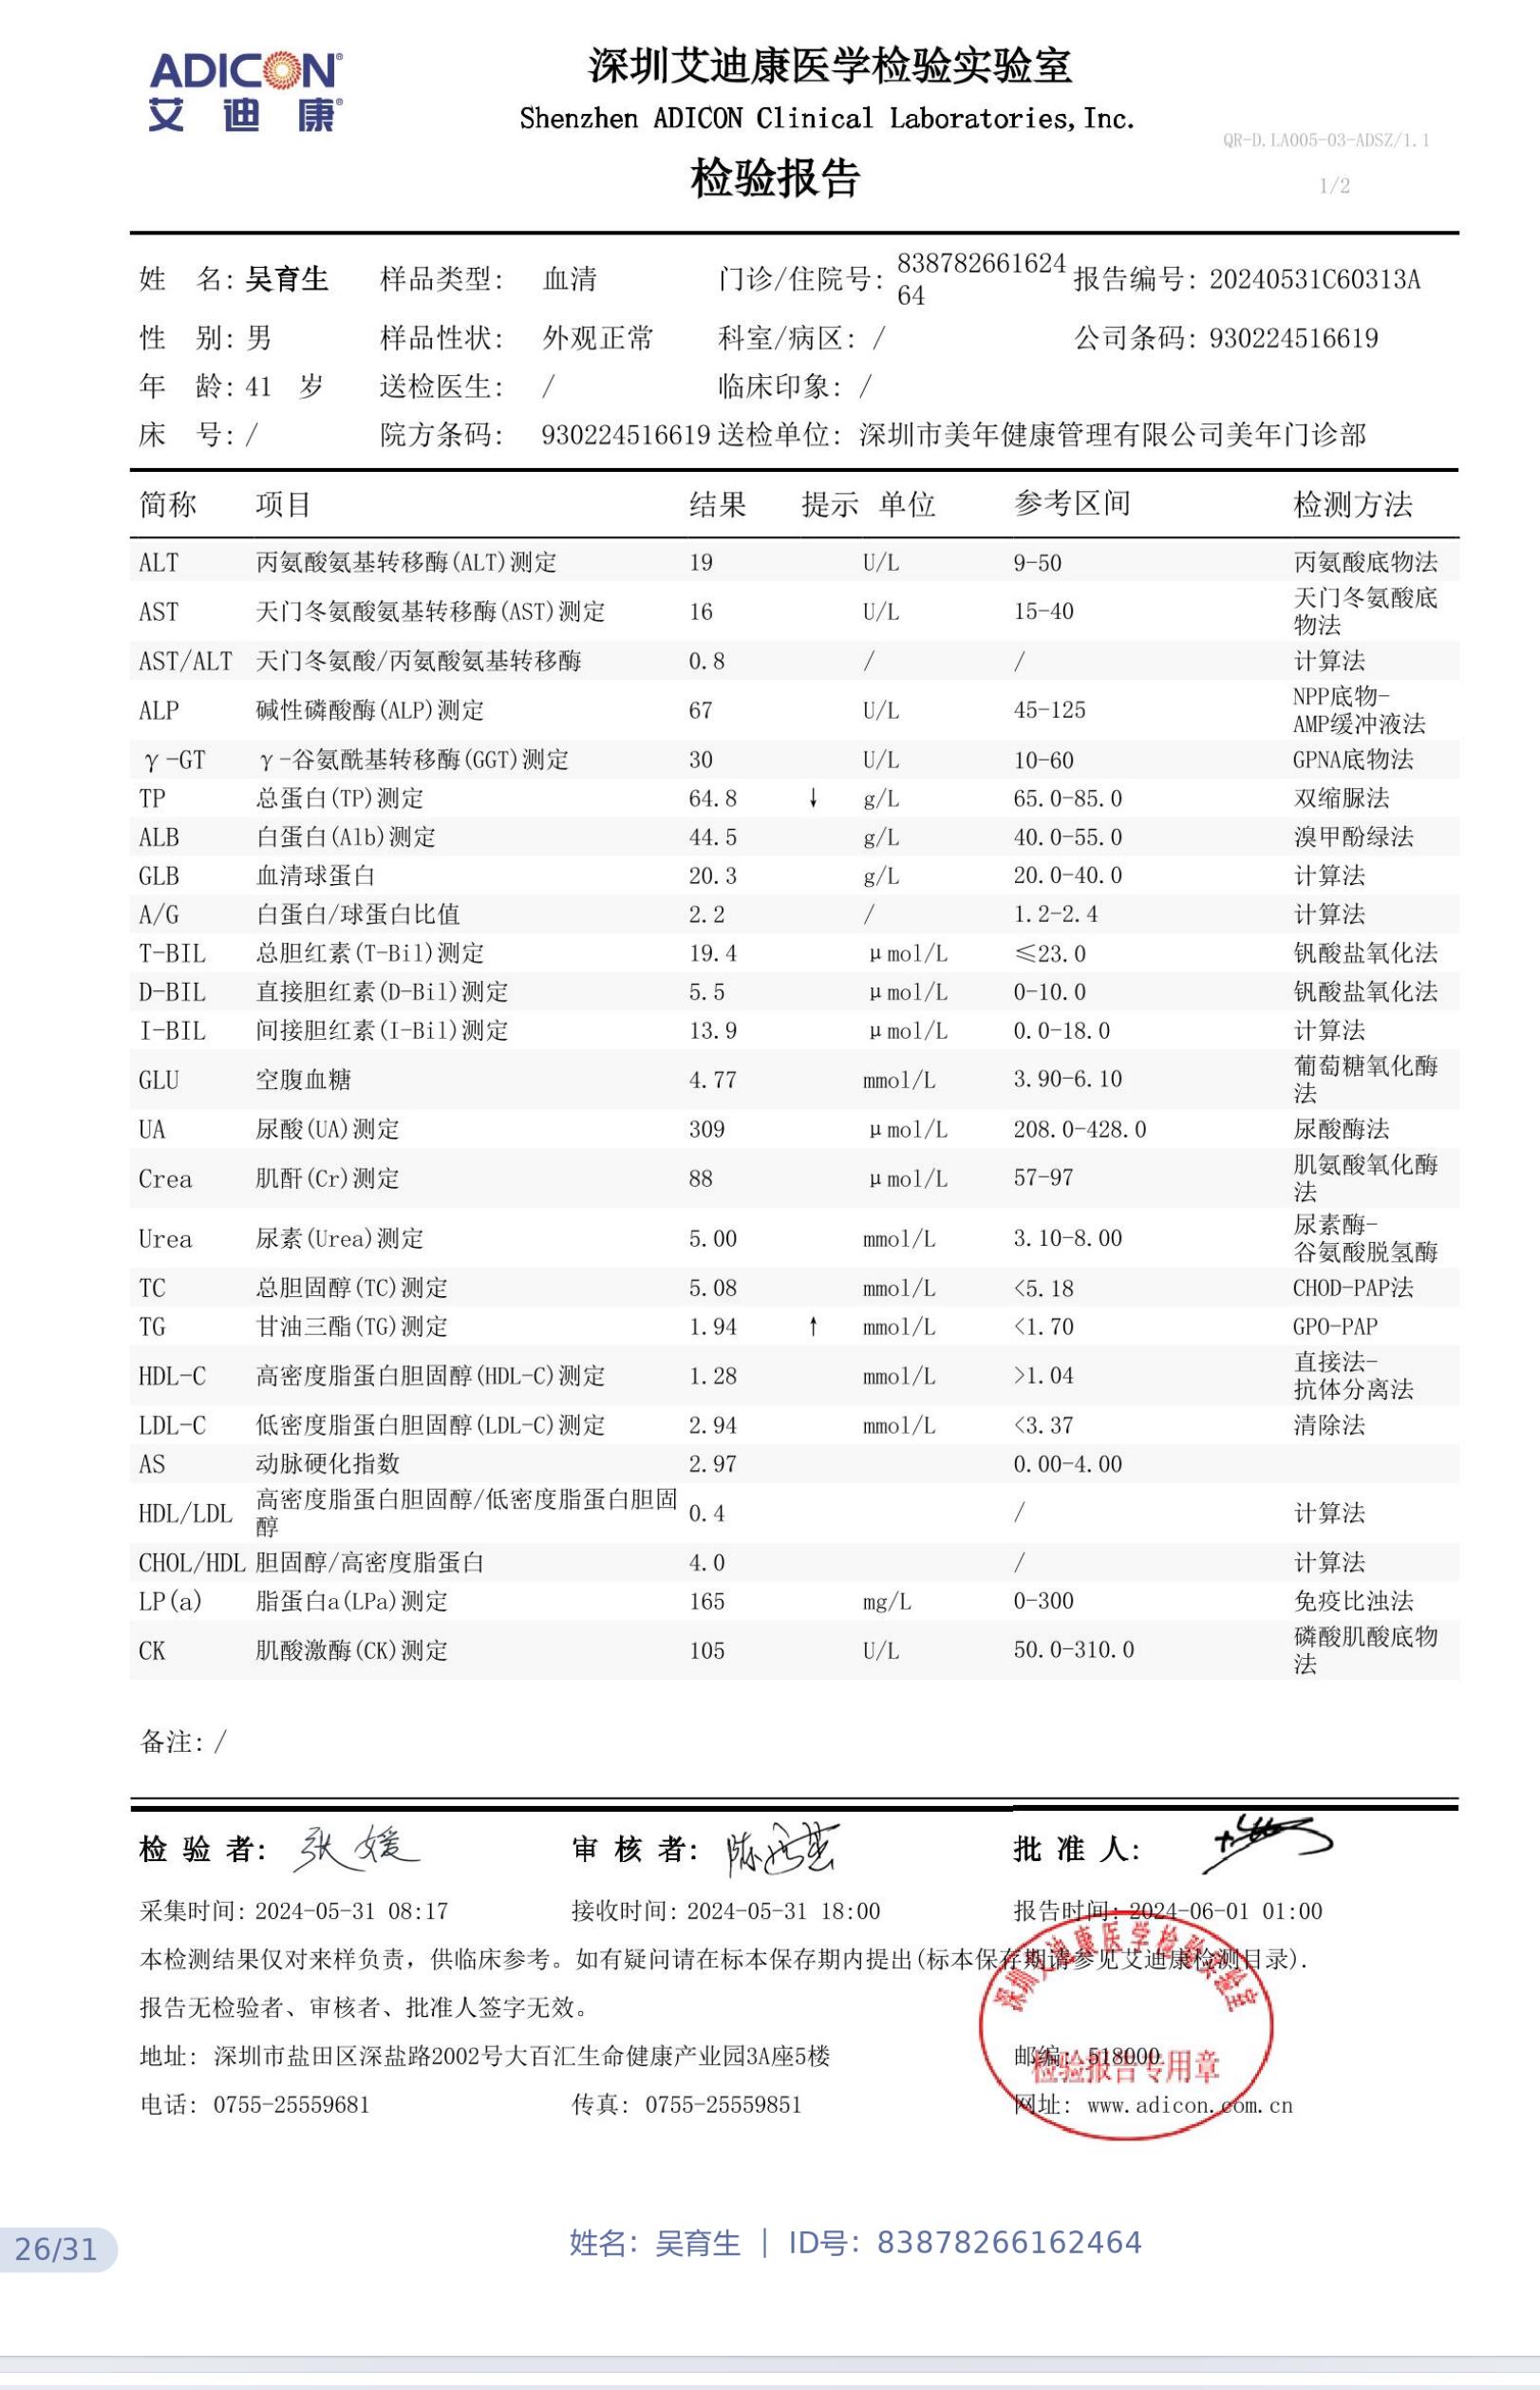 ADICON®
艾迪康®
深圳艾迪康医学检验实验室
Shenzhen ADICON Clinical Laboratories,Inc.
检验报告
QR-D.LA005-03-ADSZ/1.1
1/2
姓 名: 吴育生 样品类型: 血清 门诊/住院号: 83878266162464 报告编号: 20240531C60313A
性 别: 男 样品性状: 外观正常 科室/病区: / 公司条码: 930224516619
年 龄: 41 岁 送检医生: / 临床印象: /
床 号: / 院方条码: 930224516619 送检单位: 深圳市美年健康管理有限公司美年门诊部
简称 项目 结果 提示 单位 参考区间 检测方法
ALT 丙氨酸氨基转移酶(ALT)测定 19 U/L 9-50 丙氨酸底物法
AST 天门冬氨酸氨基转移酶(AST)测定 16 U/L 15-40 天门冬氨酸底物法
AST/ALT 天门冬氨酸/丙氨酸氨基转移酶 0.8 / / 计算法
ALP 碱性磷酸酶(ALP)测定 67 U/L 45-125 NPP底物-AMP缓冲液法
γ-GT γ-谷氨酰基转移酶(GGT)测定 30 U/L 10-60 GPNA底物法
TP 总蛋白(TP)测定 64.8 ↓ g/L 65.0-85.0 双缩脲法
ALB 白蛋白(Alb)测定 44.5 g/L 40.0-55.0 溴甲酚绿法
GLB 血清球蛋白 20.3 g/L 20.0-40.0 计算法
A/G 白蛋白/球蛋白比值 2.2 / 1.2-2.4 计算法
T-BIL 总胆红素(T-Bil)测定 19.4 μmol/L ≤23.0 钒酸盐氧化法
D-BIL 直接胆红素(D-Bil)测定 5.5 μmol/L 0-10.0 钒酸盐氧化法
I-BIL 间接胆红素(I-Bil)测定 13.9 μmol/L 0.0-18.0 计算法
GLU 空腹血糖 4.77 mmol/L 3.90-6.10 葡萄糖氧化酶法
UA 尿酸(UA)测定 309 μmol/L 208.0-428.0 尿酸酶法
Crea 肌酐(Cr)测定 88 μmol/L 57-97 肌氨酸氧化酶法
Urea 尿素(Urea)测定 5.00 mmol/L 3.10-8.00 尿素酶-谷氨酸脱氢酶
TC 总胆固醇(TC)测定 5.08 mmol/L <5.18 CHOD-PAP法
TG 甘油三酯(TG)测定 1.94 ↑ mmol/L <1.70 GPO-PAP
HDL-C 高密度脂蛋白胆固醇(HDL-C)测定 1.28 mmol/L >1.04 直接法-抗体分离法
LDL-C 低密度脂蛋白胆固醇(LDL-C)测定 2.94 mmol/L <3.37 清除法
AS 动脉硬化指数 2.97 0.00-4.00
HDL/LDL 高密度脂蛋白胆固醇/低密度脂蛋白胆固醇 0.4 / 计算法
CHOL/HDL 胆固醇/高密度脂蛋白 4.0 / 计算法
LP(a) 脂蛋白a(LPa)测定 165 mg/L 0-300 免疫比浊法
CK 肌酸激酶(CK)测定 105 U/L 50.0-310.0 磷酸肌酸底物法
备注: /
检 验 者: 张媛 审 核 者: 批 准 人:
采集时间: 2024-05-31 08:17 接收时间: 2024-05-31 18:00 报告时间: 2024-06-01 01:00
本检测结果仅对来样负责，供临床参考。如有疑问请在标本保存期内提出(标本保存期请参见艾迪康检测目录).
报告无检验者、审核者、批准人签字无效。
地址: 深圳市盐田区深盐路2002号大百汇生命健康产业园3A座5楼 邮编: 518000
电话: 0755-25559681 传真: 0755-25559851 网址: www.adicon.com.cn
深圳艾迪康医学检验实验室
检验报告专用章
26/31
姓名: 吴育生 | ID号: 83878266162464